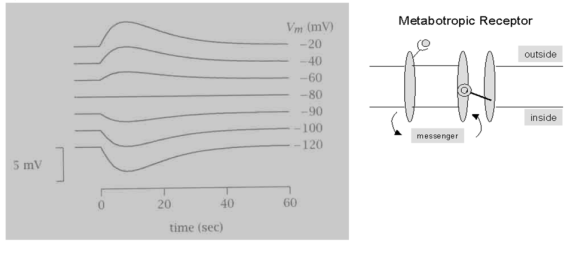 Vm (mV)
−20
−40
−60
−80
−90
−100
−120
5 mV
0 20 40 60
time (sec)
Metabotropic Receptor
outside
inside
messenger